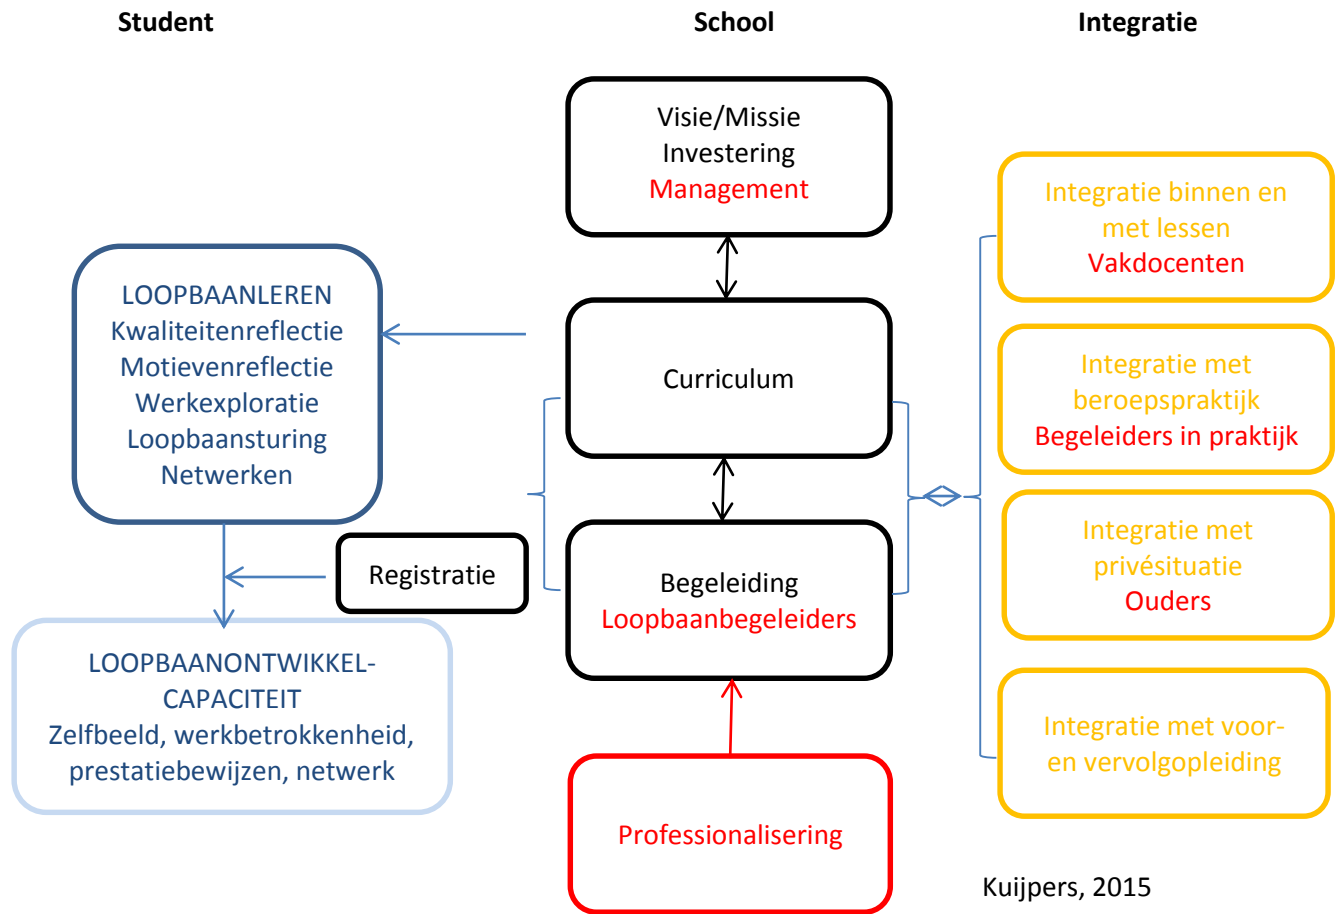 Student
School
Integratie
Visie/Missie
Investering
Management
LOOPBAANLEREN
Kwaliteitenreflectie
Motievenreflectie
Werkexploratie
Loopbaansturing
Netwerken
Curriculum
Registratie
Begeleiding
Loopbaanbegeleiders
LOOPBAANONTWIKKEL-
CAPACITEIT
Zelfbeeld, werkbetrokkenheid,
prestatiebewijzen, netwerk
Professionalisering
Integratie binnen en
met lessen
Vakdocenten
Integratie met
beroepspraktijk
Begeleiders in praktijk
Integratie met
privésituatie
Ouders
Integratie met voor-
en vervolgopleiding
Kuijpers, 2015